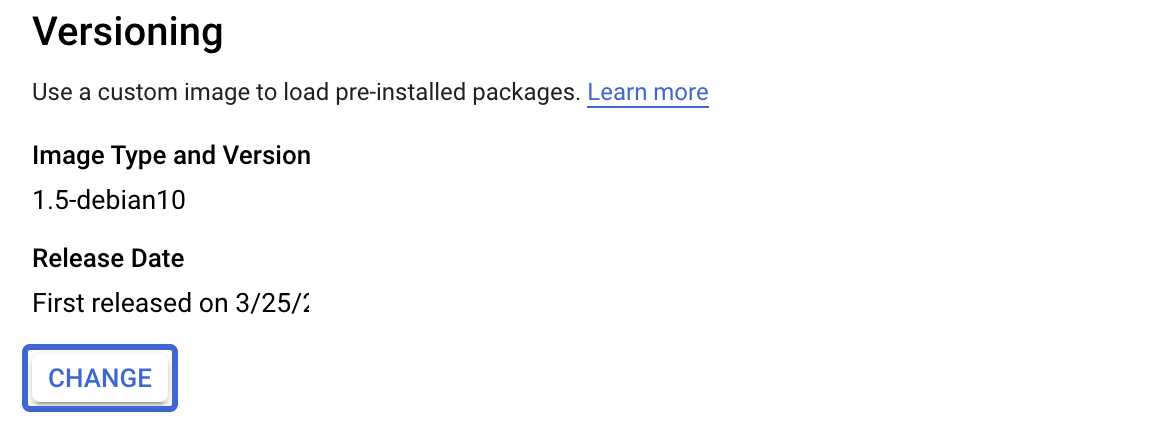 Versioning
Use a custom image to load pre-installed packages. Learn more
Image Type and Version
1.5-debian10
Release Date
First released on 3/25/
CHANGE